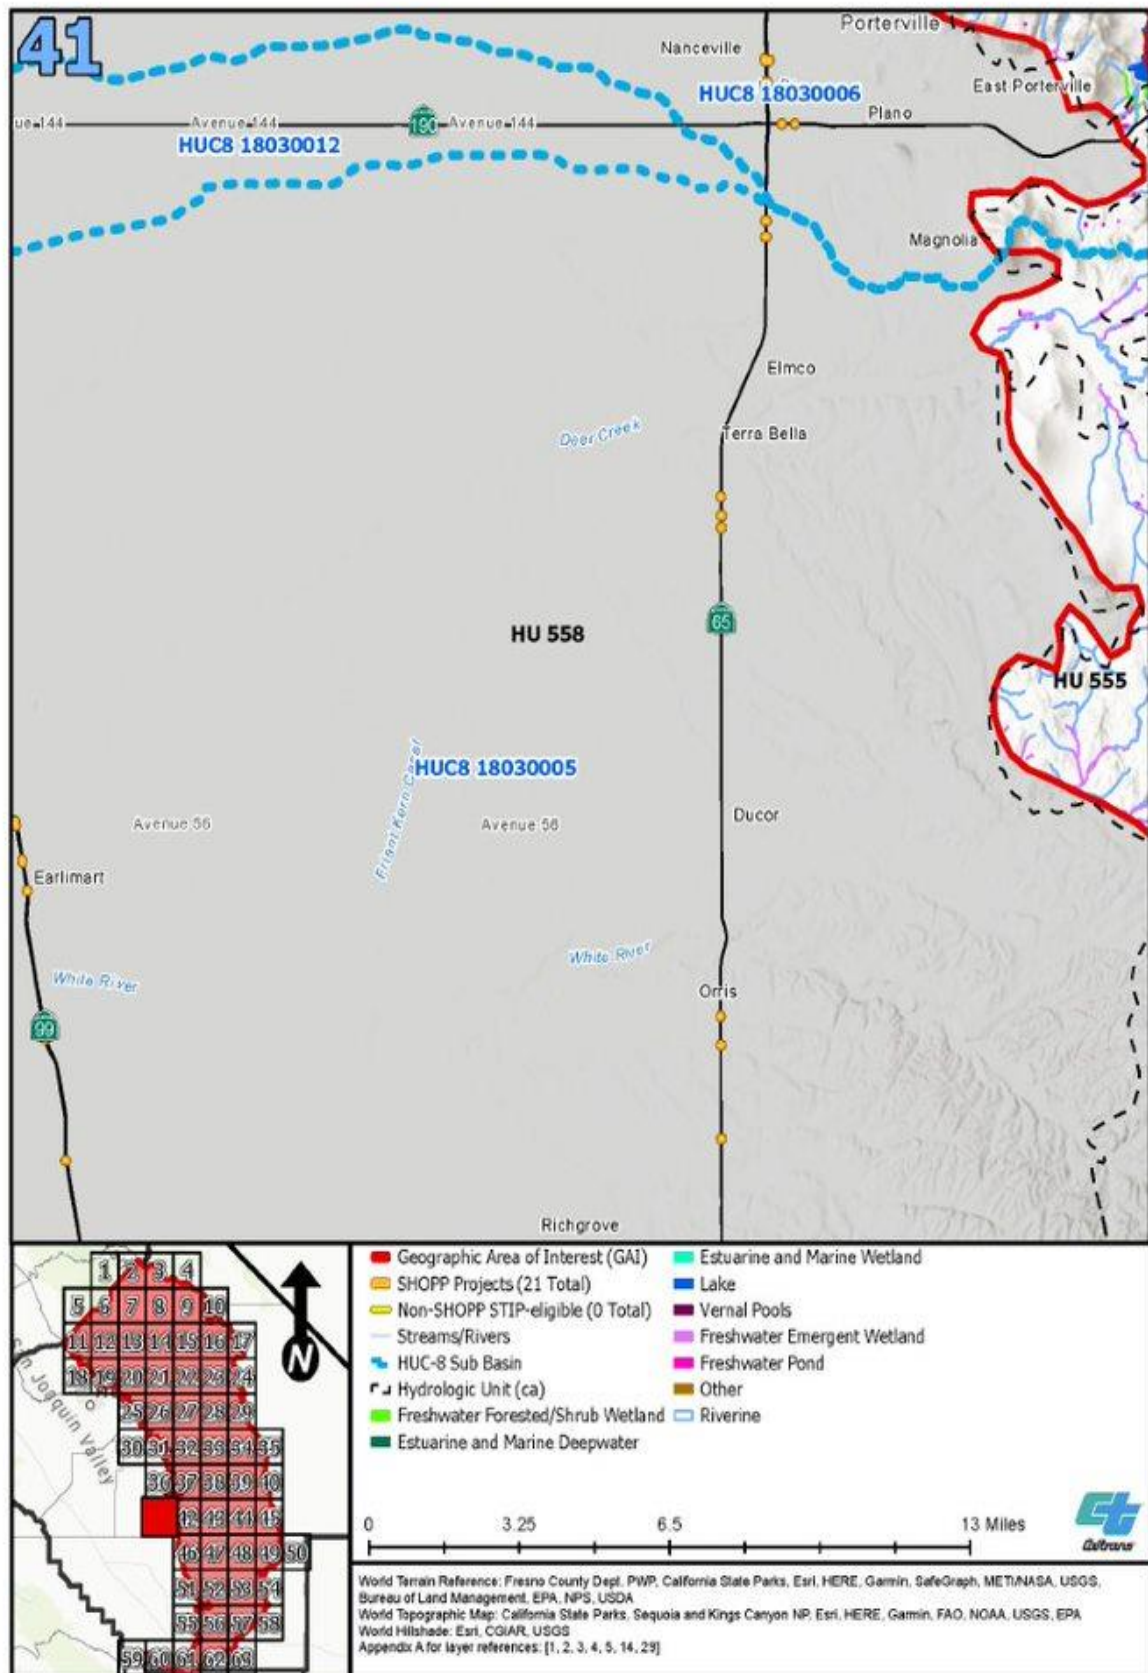 41
Porterville
Nanceville
East Porterville
HUC8 18030006
Plano
ue 144
Avenue 144
190
Avenue 144
HUC8 18030012
Magnolia
Elmco
Deer Creek
Terra Bella
65
HU 558
HU 555
Friant Kern Canal
HUC8 18030005
Ducor
Avenue 56
Avenue 56
Earlimart
White River
White River
Orris
99
Richgrove
1 2 3 4
5 6 7 8 9 10
11 12 13 14 15 16 17
18 19 20 21 22 23 24
25 26 27 28 29
30 31 32 33 34 35
36 37 38 39 40
42 43 44 45
46 47 48 49 50
51 52 53 54
55 56 57 58
59 60 61 62 63
San Joaquin Valley
N
Geographic Area of Interest (GAI)
SHOPP Projects (21 Total)
Non-SHOPP STIP-eligible (0 Total)
Streams/Rivers
HUC-8 Sub Basin
Hydrologic Unit (ca)
Freshwater Forested/Shrub Wetland
Estuarine and Marine Deepwater
Estuarine and Marine Wetland
Lake
Vernal Pools
Freshwater Emergent Wetland
Freshwater Pond
Other
Riverine
0 3.25 6.5 13 Miles
ct
Caltrans
World Terrain Reference: Fresno County Dept. PWP, California State Parks, Esri, HERE, Garmin, SafeGraph, METI/NASA, USGS,
Bureau of Land Management, EPA, NPS, USDA
World Topographic Map: California State Parks, Sequoia and Kings Canyon NP, Esri, HERE, Garmin, FAO, NOAA, USGS, EPA
World Hillshade: Esri, CGIAR, USGS
Appendix A for layer references: [1, 2, 3, 4, 5, 14, 29]